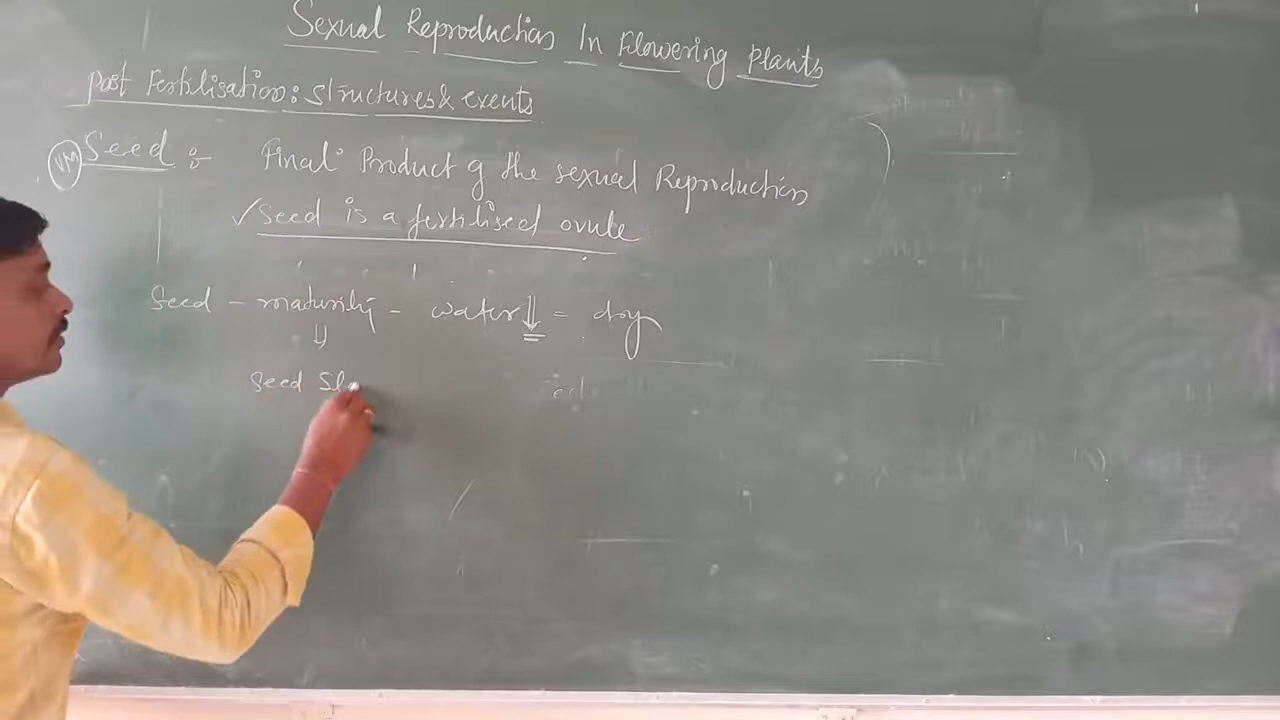 Sexual Reproduction In Flowering Plants
Post Fertilisation: Structures & events
VM Seed :- Final Product of the sexual Reproduction
✓ Seed is a fertilised ovule
Seed - maturity - water ⇓ = dry
⇓
Seed